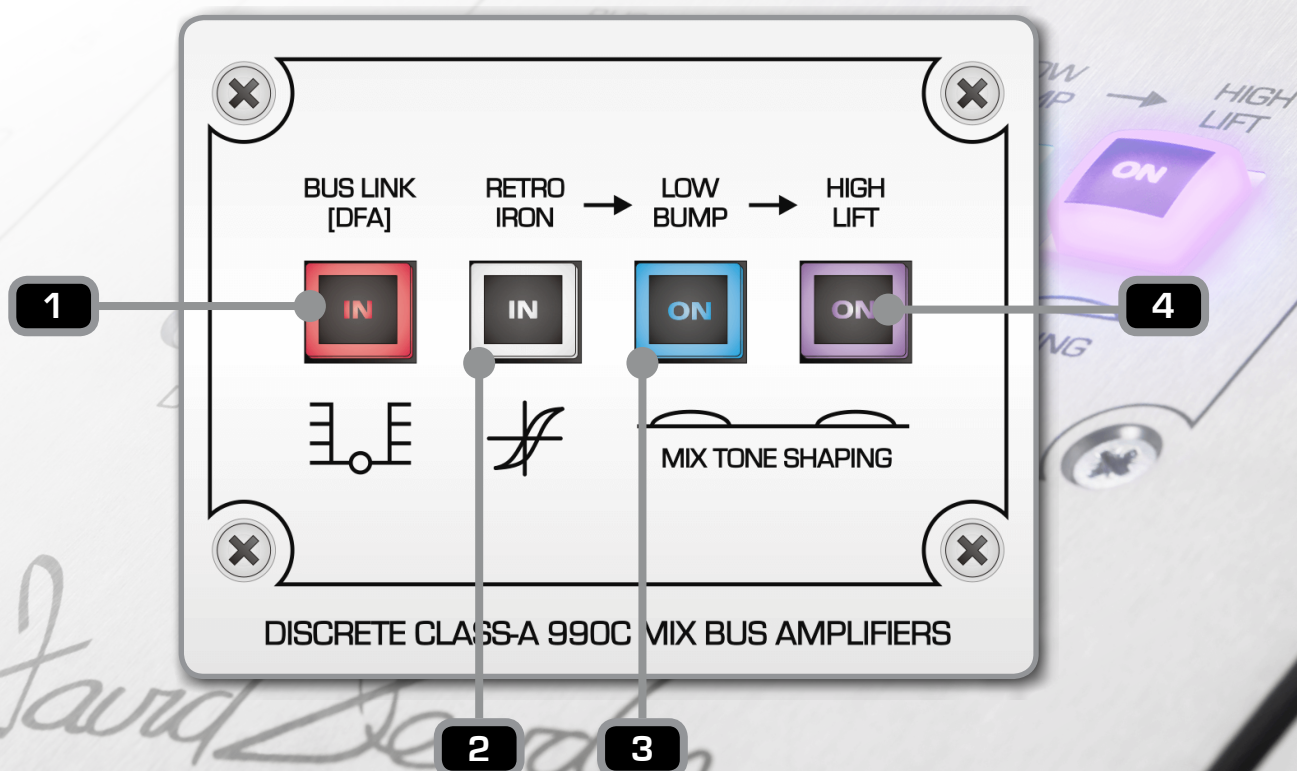 BUS LINK
[DFA]
RETRO
IRON
LOW
BUMP
HIGH
LIFT
IN
IN
ON
ON
MIX TONE SHAPING
DISCRETE CLASS-A 990C MIX BUS AMPLIFIERS
1
2
3
4
HIGH
LIFT
ON